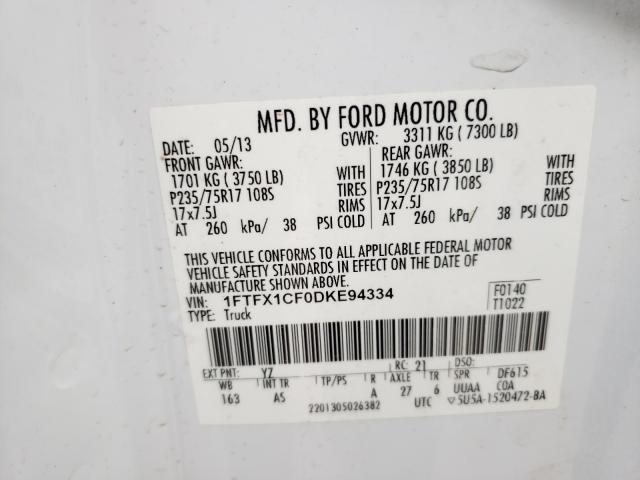 MFD. BY FORD MOTOR CO.
DATE: 05/13 GVWR: 3311 KG ( 7300 LB)
FRONT GAWR: REAR GAWR:
1701 KG ( 3750 LB) WITH 1746 KG ( 3850 LB) WITH
P235/75R17 108S TIRES P235/75R17 108S TIRES
17x7.5J RIMS 17x7.5J RIMS
AT 260 kPa/ 38 PSI COLD AT 260 kPa/ 38 PSI COLD
THIS VEHICLE CONFORMS TO ALL APPLICABLE FEDERAL MOTOR
VEHICLE SAFETY STANDARDS IN EFFECT ON THE DATE OF
MANUFACTURE SHOWN ABOVE.
VIN: 1FTFX1CF0DKE94334 F0140
TYPE: Truck T1022
EXT PNT: YZ RC: 21 DSO:
WB INT TR TP/PS R AXLE TR SPR DF615
163 AS A 27 6 UUAA COA
2201305026382 UTC ▽5U5A-1520472-BA